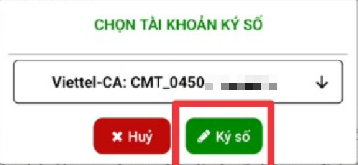 CHỌN TÀI KHOẢN KÝ SỐ
Viettel-CA: CMT_0450
Huỷ
Ký số